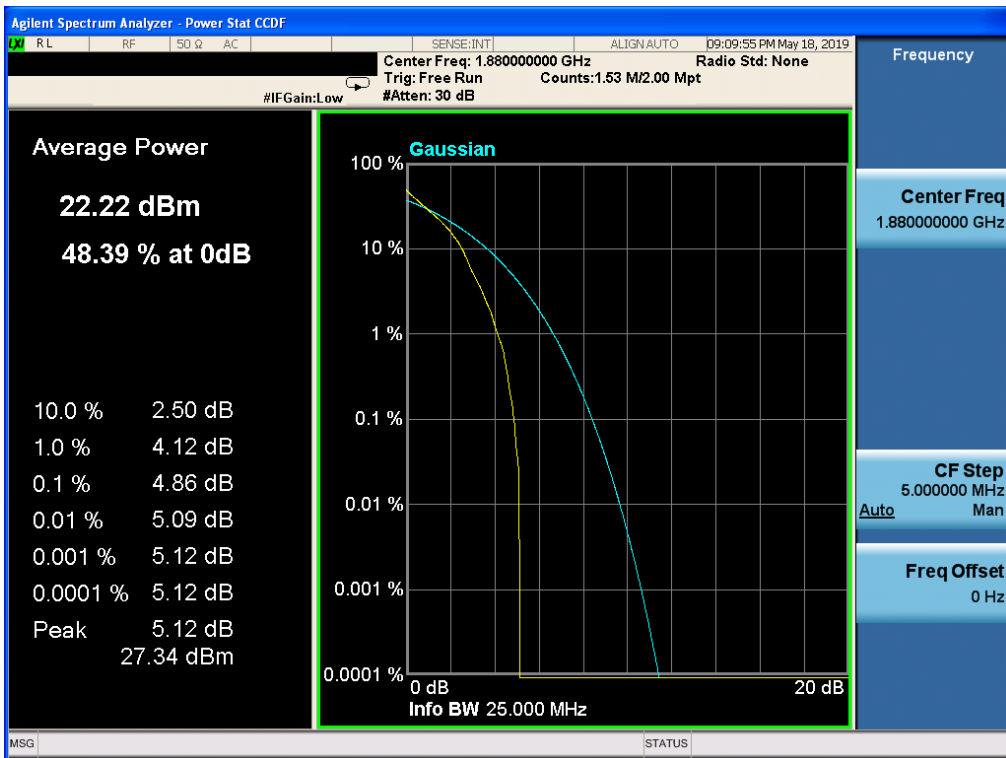 Agilent Spectrum Analyzer - Power Stat CCDF
LXI RL RF 50 Ω AC SENSE:INT ALIGN AUTO 09:09:55 PM May 18, 2019
Center Freq: 1.880000000 GHz Radio Std: None
Trig: Free Run Counts:1.53 M/2.00 Mpt
#IFGain:Low #Atten: 30 dB
Average Power
22.22 dBm
48.39 % at 0dB
10.0 % 2.50 dB
1.0 % 4.12 dB
0.1 % 4.86 dB
0.01 % 5.09 dB
0.001 % 5.12 dB
0.0001 % 5.12 dB
Peak 5.12 dB
27.34 dBm
Gaussian
100 %
10 %
1 %
0.1 %
0.01 %
0.001 %
0.0001 %
0 dB 20 dB
Info BW 25.000 MHz
Frequency
Center Freq
1.880000000 GHz
CF Step
5.000000 MHz
Auto Man
Freq Offset
0 Hz
MSG STATUS